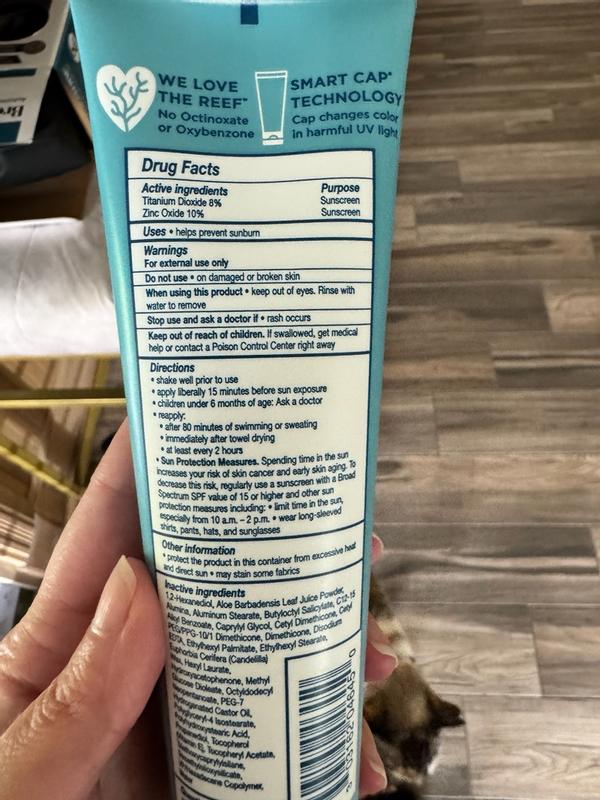 WE LOVE
THE REEF™
No Octinoxate
or Oxybenzone
SMART CAP*
TECHNOLOGY
Cap changes color
in harmful UV light
Drug Facts
Active ingredients Purpose
Titanium Dioxide 8% Sunscreen
Zinc Oxide 10% Sunscreen
Uses • helps prevent sunburn
Warnings
For external use only
Do not use • on damaged or broken skin
When using this product • keep out of eyes. Rinse with
water to remove
Stop use and ask a doctor if • rash occurs
Keep out of reach of children. If swallowed, get medical
help or contact a Poison Control Center right away
Directions
• shake well prior to use
• apply liberally 15 minutes before sun exposure
• children under 6 months of age: Ask a doctor
• reapply:
• after 80 minutes of swimming or sweating
• immediately after towel drying
• at least every 2 hours
• Sun Protection Measures. Spending time in the sun
increases your risk of skin cancer and early skin aging. To
decrease this risk, regularly use a sunscreen with a Broad
Spectrum SPF value of 15 or higher and other sun
protection measures including: • limit time in the sun,
especially from 10 a.m. – 2 p.m. • wear long-sleeved
shirts, pants, hats, and sunglasses
Other information
• protect the product in this container from excessive heat
and direct sun • may stain some fabrics
Inactive ingredients
1,2-Hexanediol, Aloe Barbadensis Leaf Juice Powder,
Alumina, Aluminum Stearate, Butyloctyl Salicylate, C12-15
Alkyl Benzoate, Caprylyl Glycol, Cetyl Dimethicone, Cetyl
PEG/PPG-10/1 Dimethicone, Dimethicone, Disodium
EDTA, Ethylhexyl Palmitate, Ethylhexyl Stearate,
Euphorbia Cerifera (Candelilla)
Wax, Hexyl Laurate,
Hydroxyacetophenone, Methyl
Glucose Dioleate, Octyldodecyl
Neopentanoate, PEG-7
Hydrogenated Castor Oil,
Polyglyceryl-4 Isostearate,
Polyhydroxystearic Acid,
Propanediol, Tocopherol
(Vitamin E), Tocopheryl Acetate,
Copolymer,